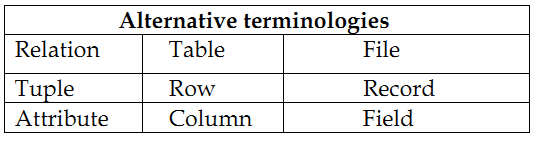 Alternative terminologies
Relation Table File
Tuple Row Record
Attribute Column Field